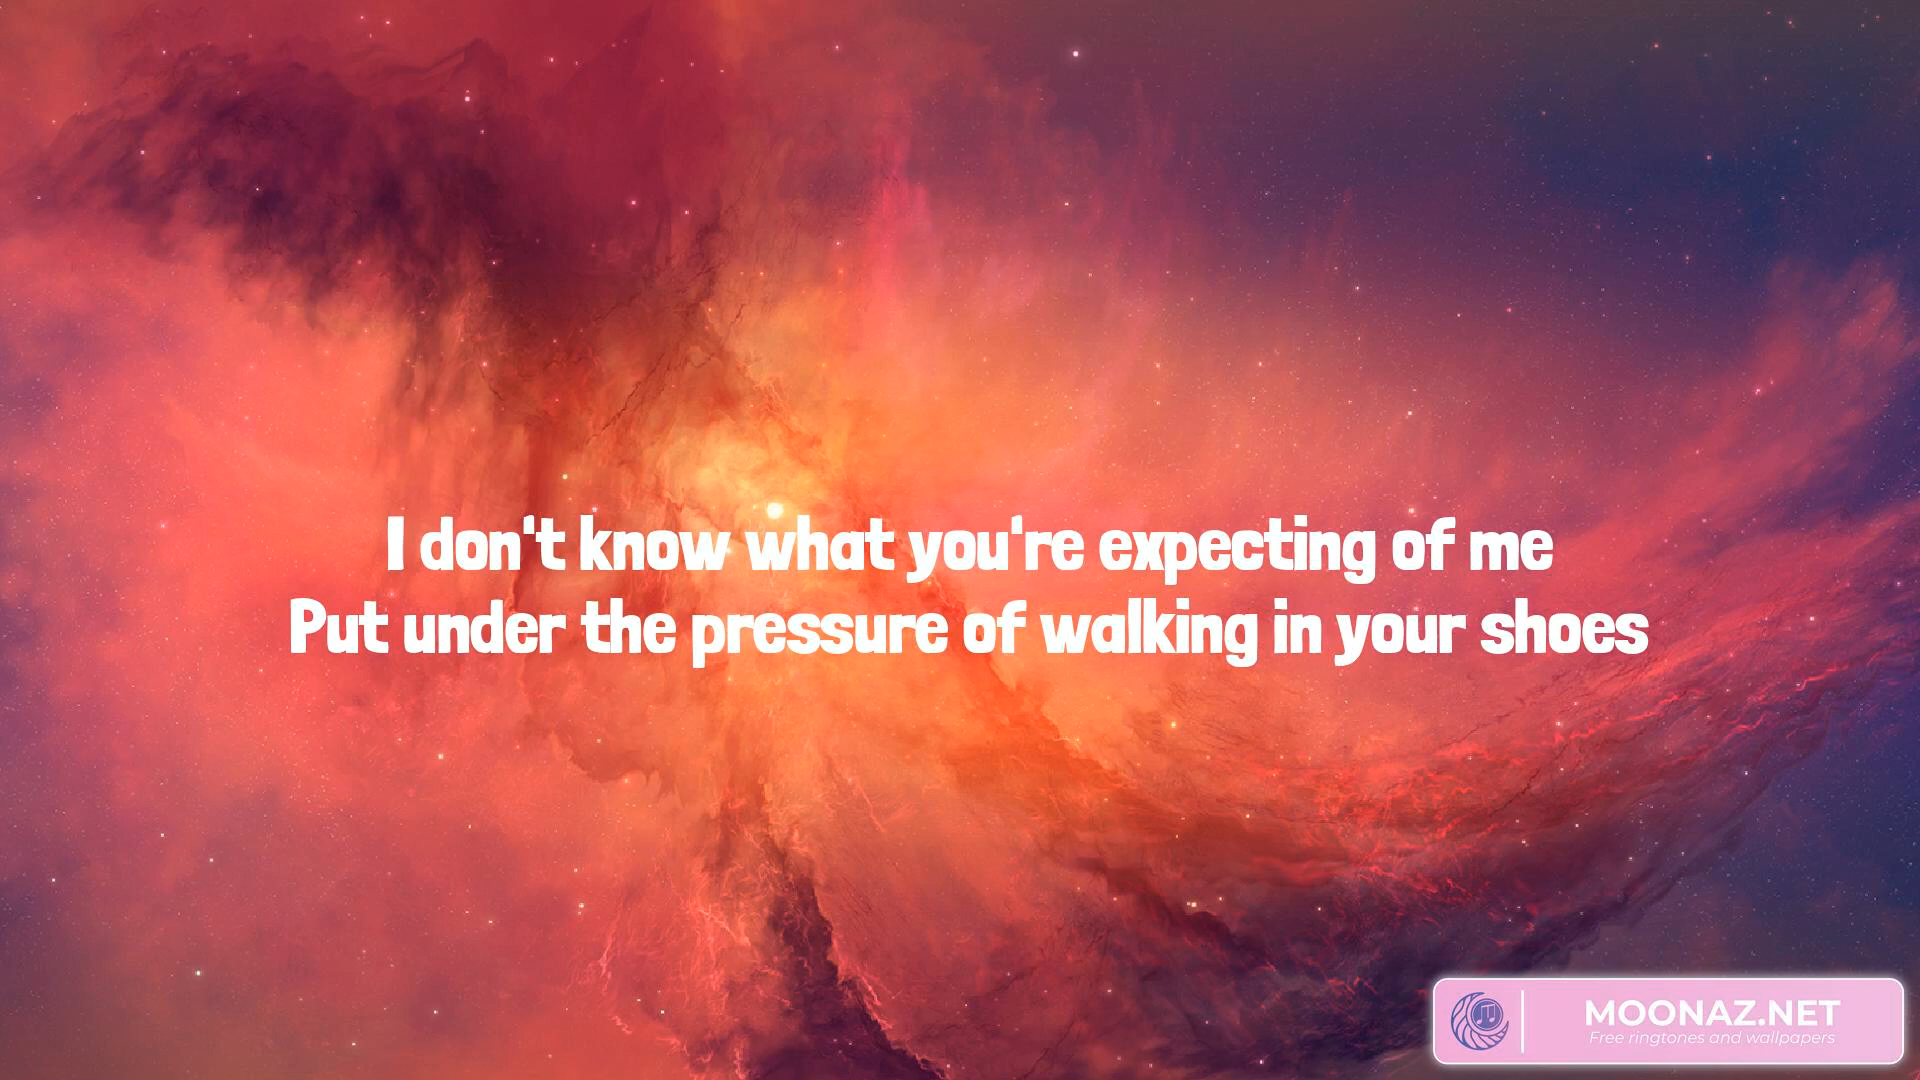 I don't know what you're expecting of me
Put under the pressure of walking in your shoes
MOONAZ.NET
Free ringtones and wallpapers